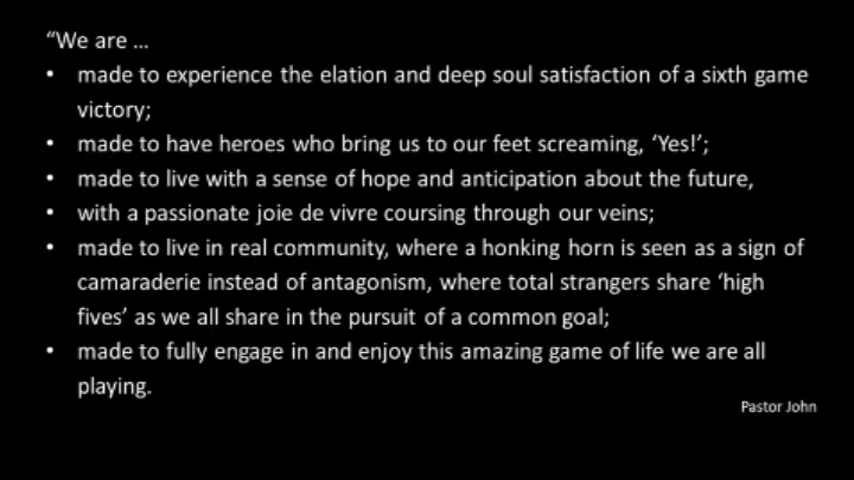 “We are ...
• made to experience the elation and deep soul satisfaction of a sixth game
victory;
• made to have heroes who bring us to our feet screaming, ‘Yes!’;
• made to live with a sense of hope and anticipation about the future,
• with a passionate joie de vivre coursing through our veins;
• made to live in real community, where a honking horn is seen as a sign of
camaraderie instead of antagonism, where total strangers share ‘high
fives’ as we all share in the pursuit of a common goal;
• made to fully engage in and enjoy this amazing game of life we are all
playing.
Pastor John